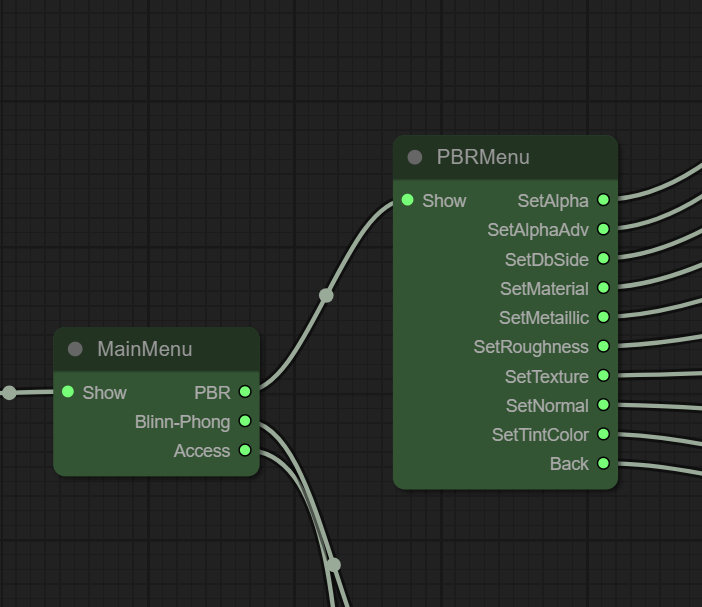 PBRMenu
Show SetAlpha
SetAlphaAdv
SetDbSide
SetMaterial
SetMetaillic
SetRoughness
SetTexture
SetNormal
SetTintColor
Back
MainMenu
Show PBR
Blinn-Phong
Access